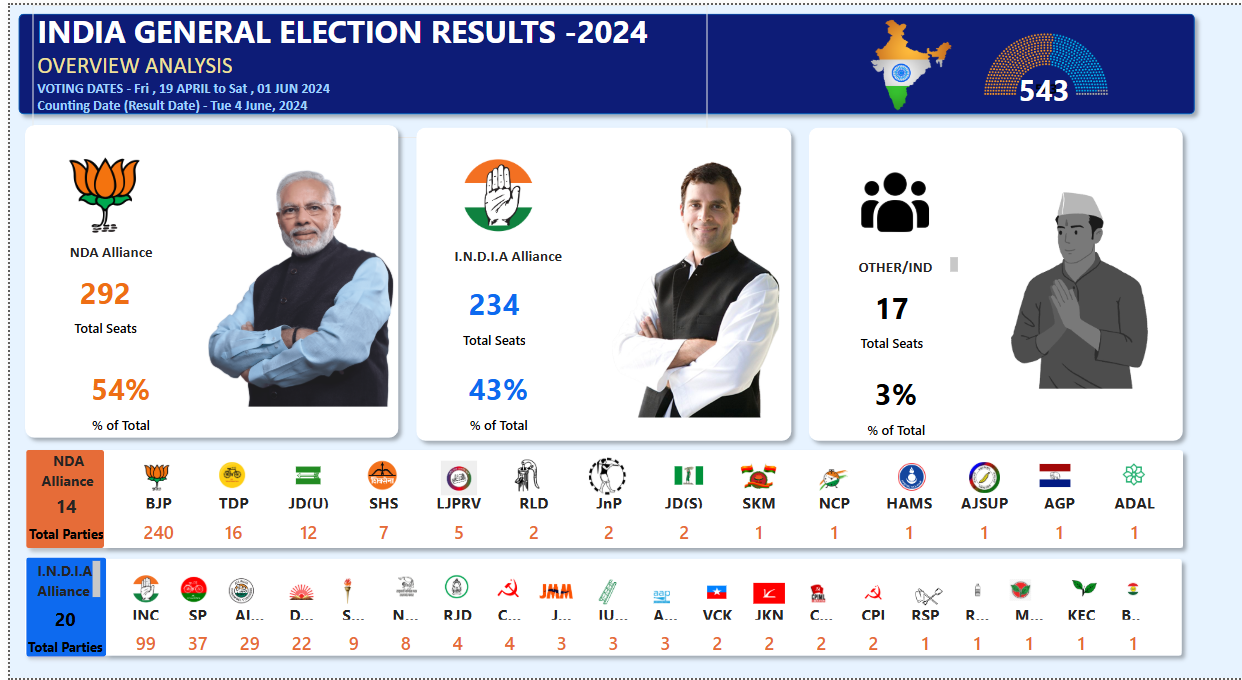 INDIA GENERAL ELECTION RESULTS -2024
OVERVIEW ANALYSIS
VOTING DATES - Fri , 19 APRIL to Sat , 01 JUN 2024
Counting Date (Result Date) - Tue 4 June, 2024
543
NDA Alliance
292
Total Seats
54%
% of Total
I.N.D.I.A Alliance
234
Total Seats
43%
% of Total
OTHER/IND
17
Total Seats
3%
% of Total
NDA
Alliance
14
Total Parties
BJP TDP JD(U) SHS LJPRV RLD JnP JD(S) SKM NCP HAMS AJSUP AGP ADAL
240 16 12 7 5 2 2 2 1 1 1 1 1 1
I.N.D.I.A
Alliance
20
Total Parties
JMM aap CPIML
INC SP AI... D... S... N... RJD C... J... IU... A... VCK JKN C... CPI RSP R... M... KEC B..
99 37 29 22 9 8 4 4 3 3 3 2 2 2 2 1 1 1 1 1